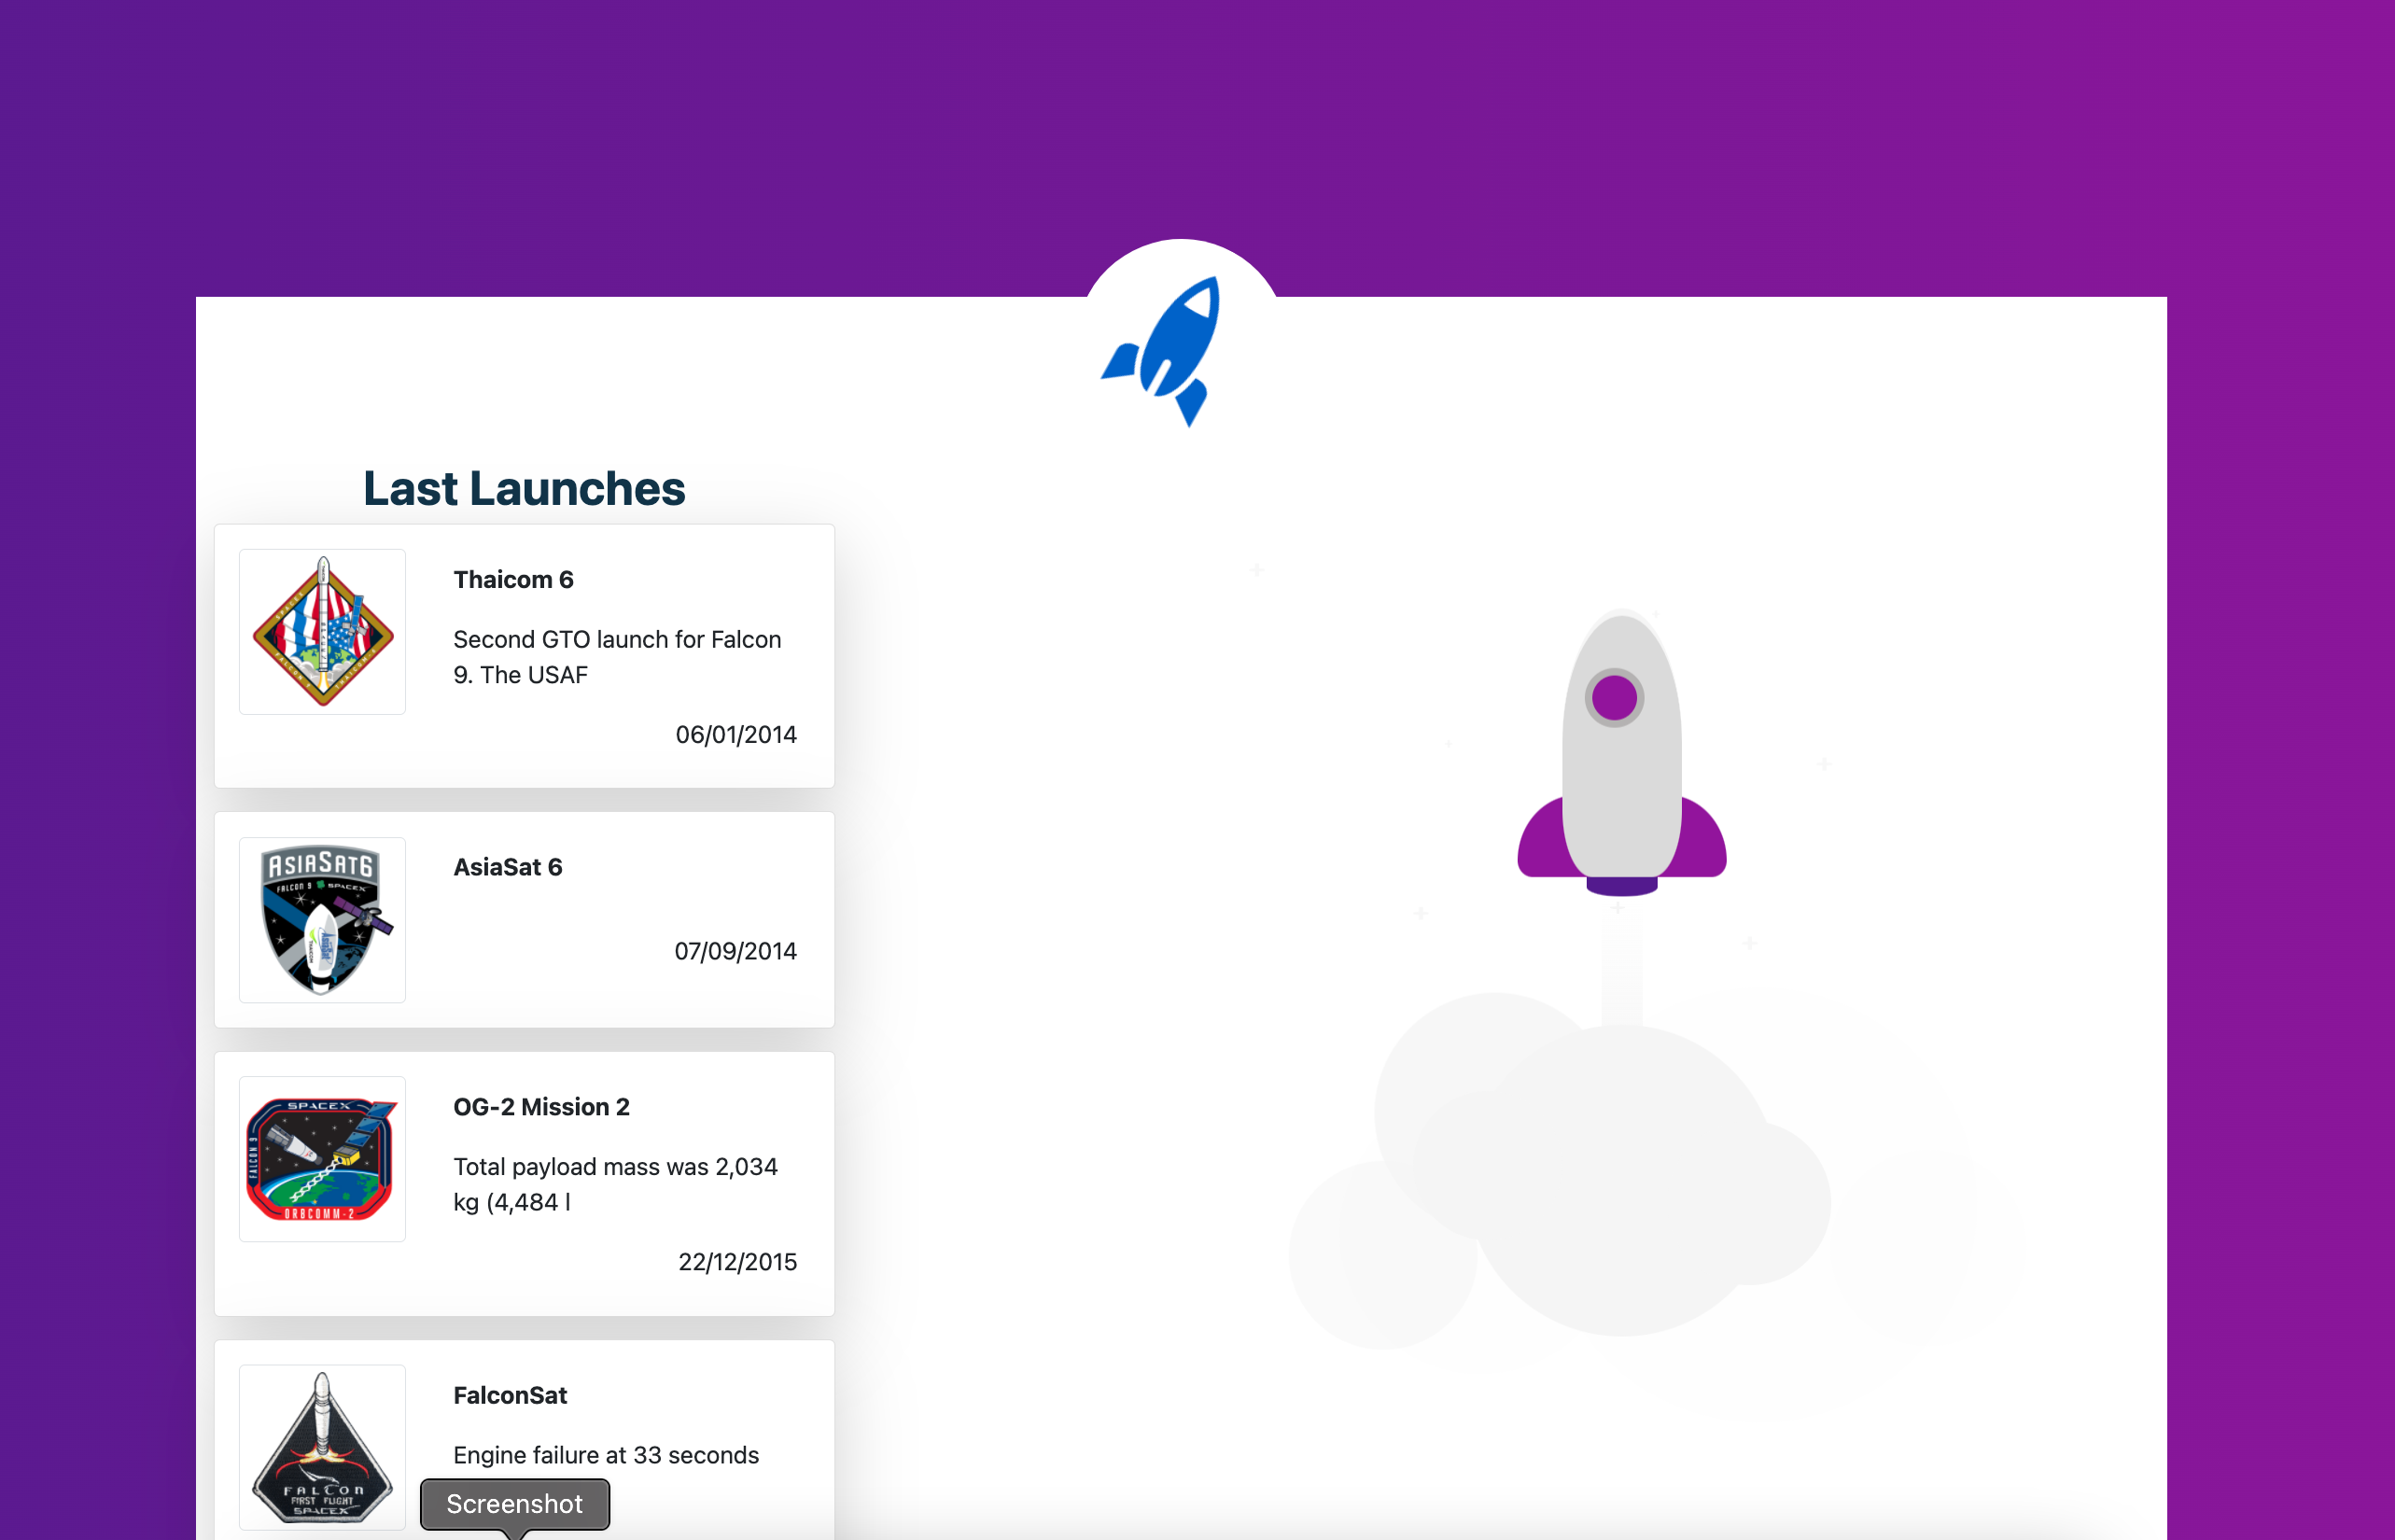 Last Launches
Thaicom 6
Second GTO launch for Falcon
9. The USAF
06/01/2014
ASIASAT6
FALCON 9 SPACEX
AsiaSat 6
07/09/2014
SPACEX
FALCON 9
ORBCOMM-2
OG-2 Mission 2
Total payload mass was 2,034
kg (4,484 l
22/12/2015
FALCON
FIRST FLIGHT
SPACEX
FalconSat
Engine failure at 33 seconds
Screenshot